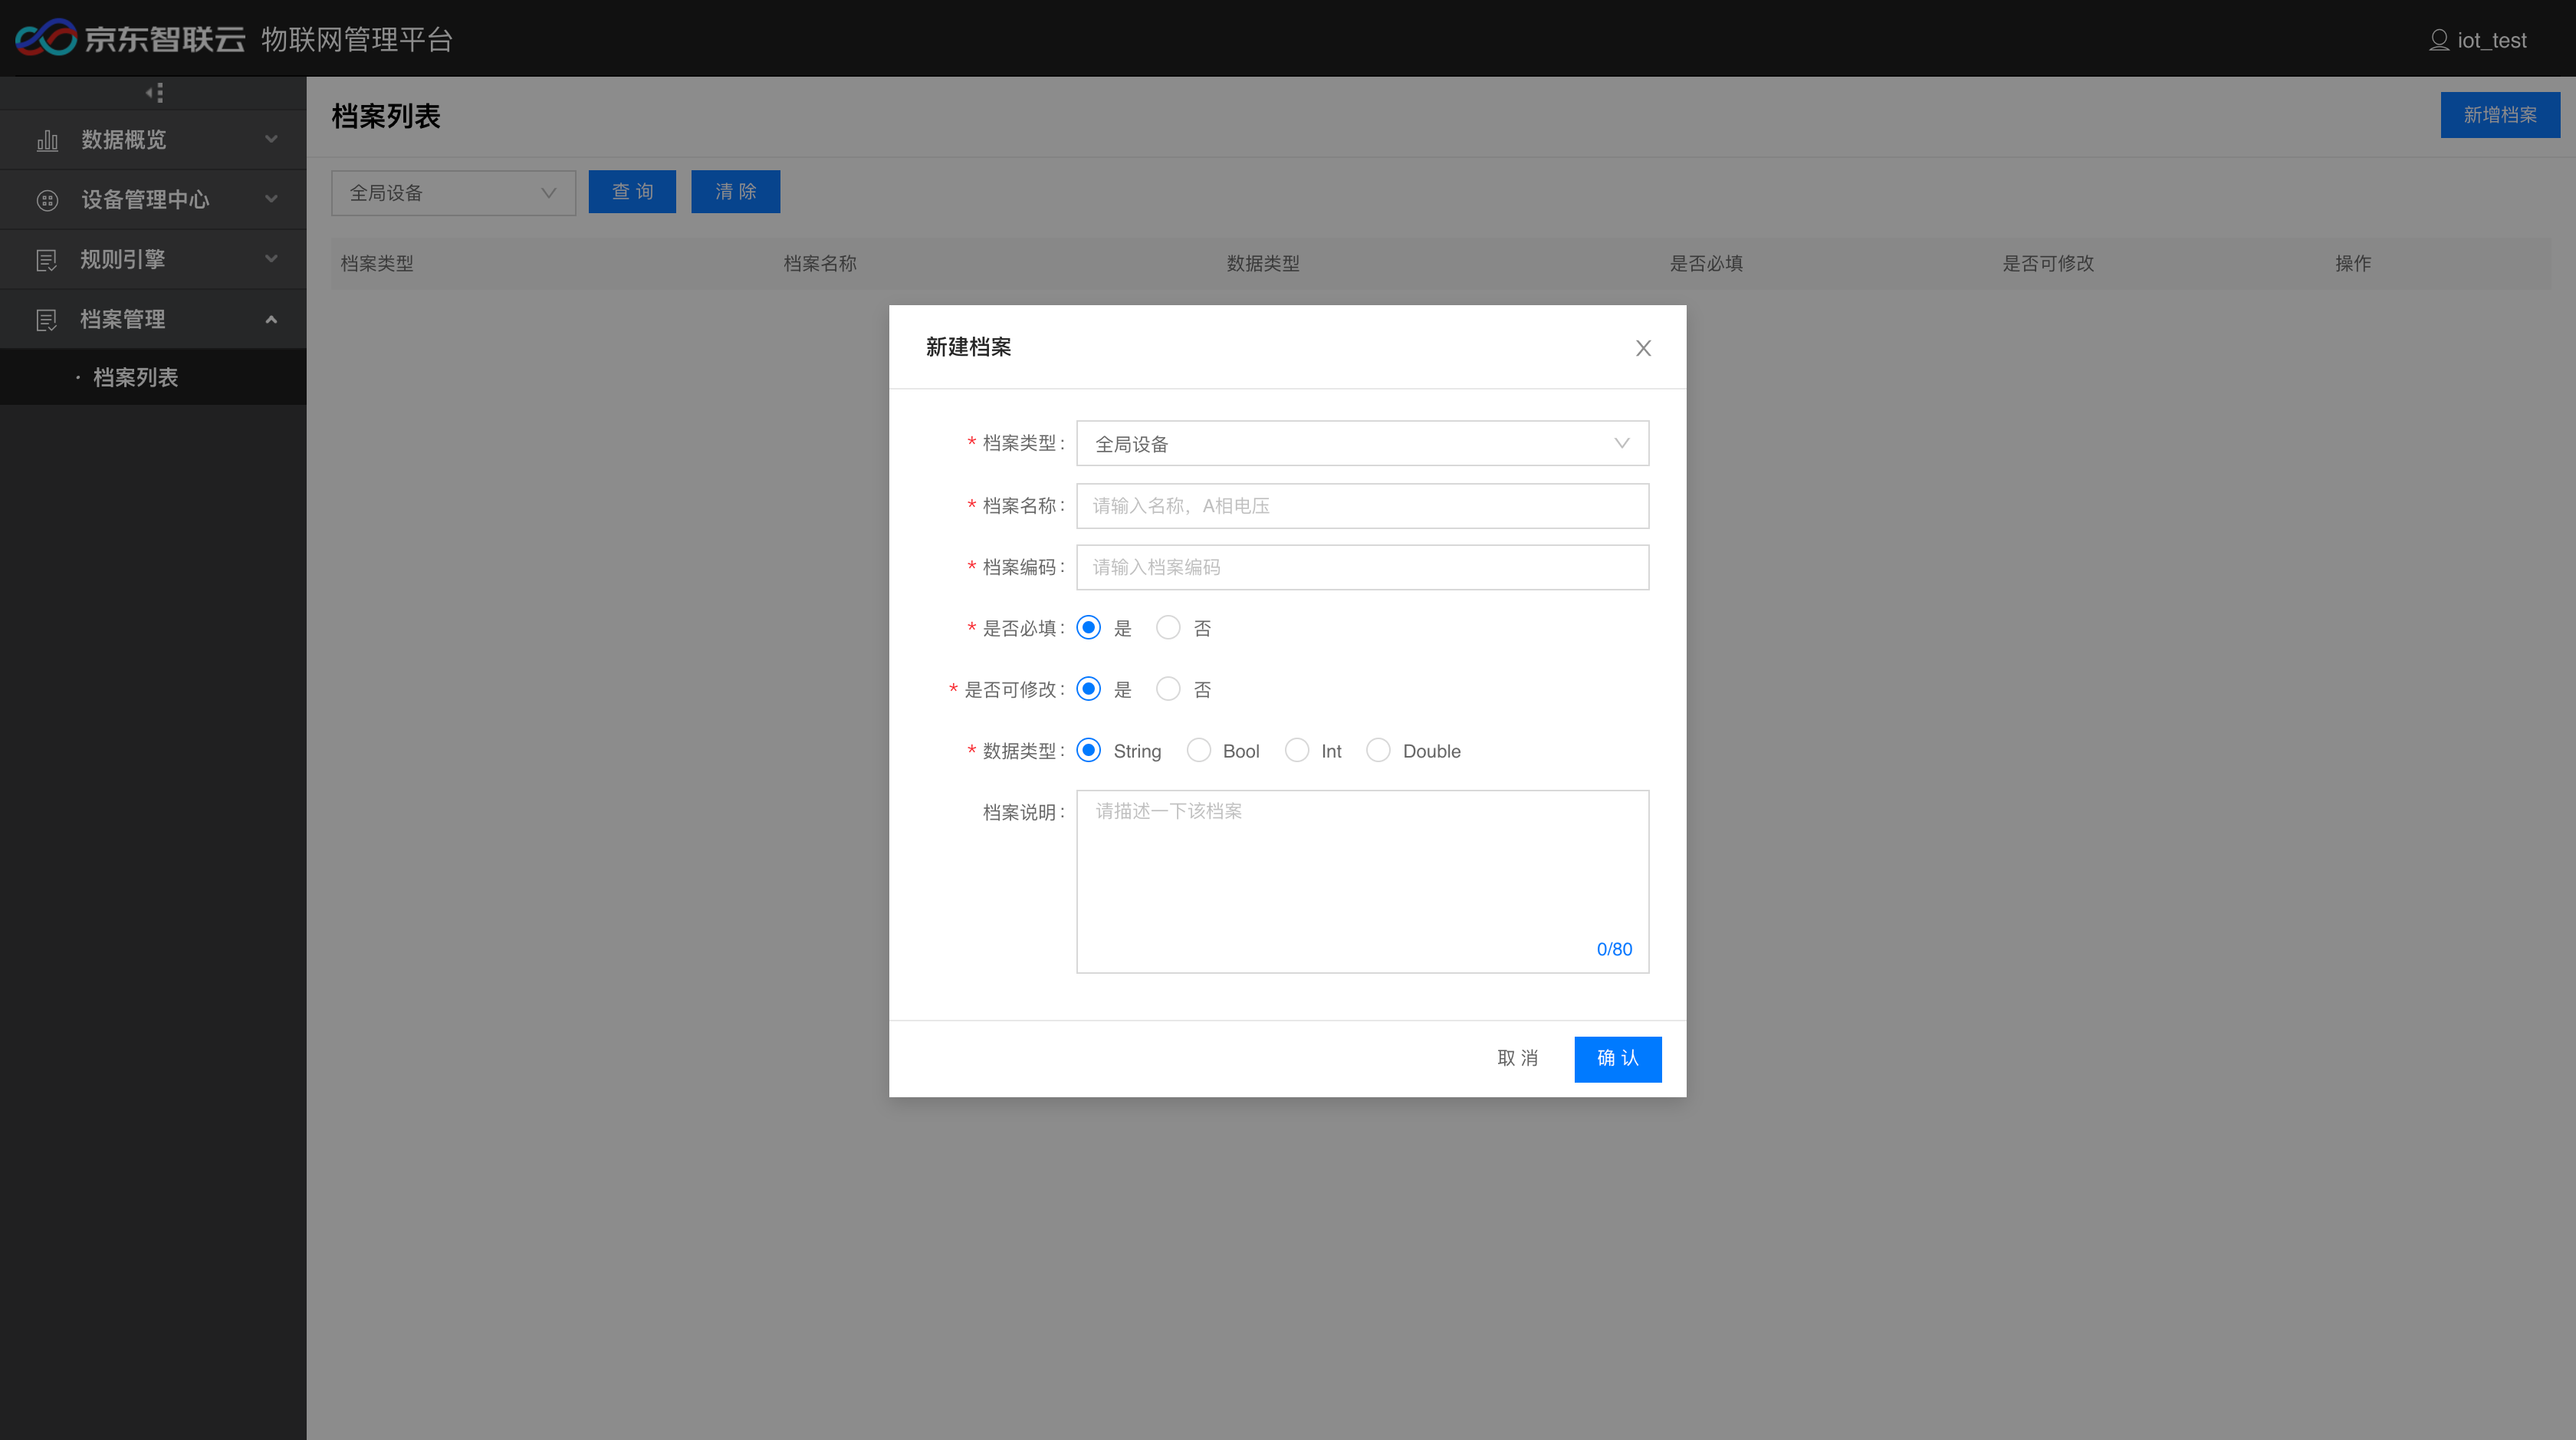 京东智联云 物联网管理平台
iot_test
数据概览
设备管理中心
规则引擎
档案管理
· 档案列表
档案列表
新增档案
全局设备
查 询
清 除
档案类型 档案名称 数据类型 是否必填 是否可修改 操作
新建档案
* 档案类型 : 全局设备
* 档案名称 : 请输入名称，A相电压
* 档案编码 : 请输入档案编码
* 是否必填 : 是 否
* 是否可修改 : 是 否
* 数据类型 : String Bool Int Double
档案说明 : 请描述一下该档案
0/80
取 消 确 认